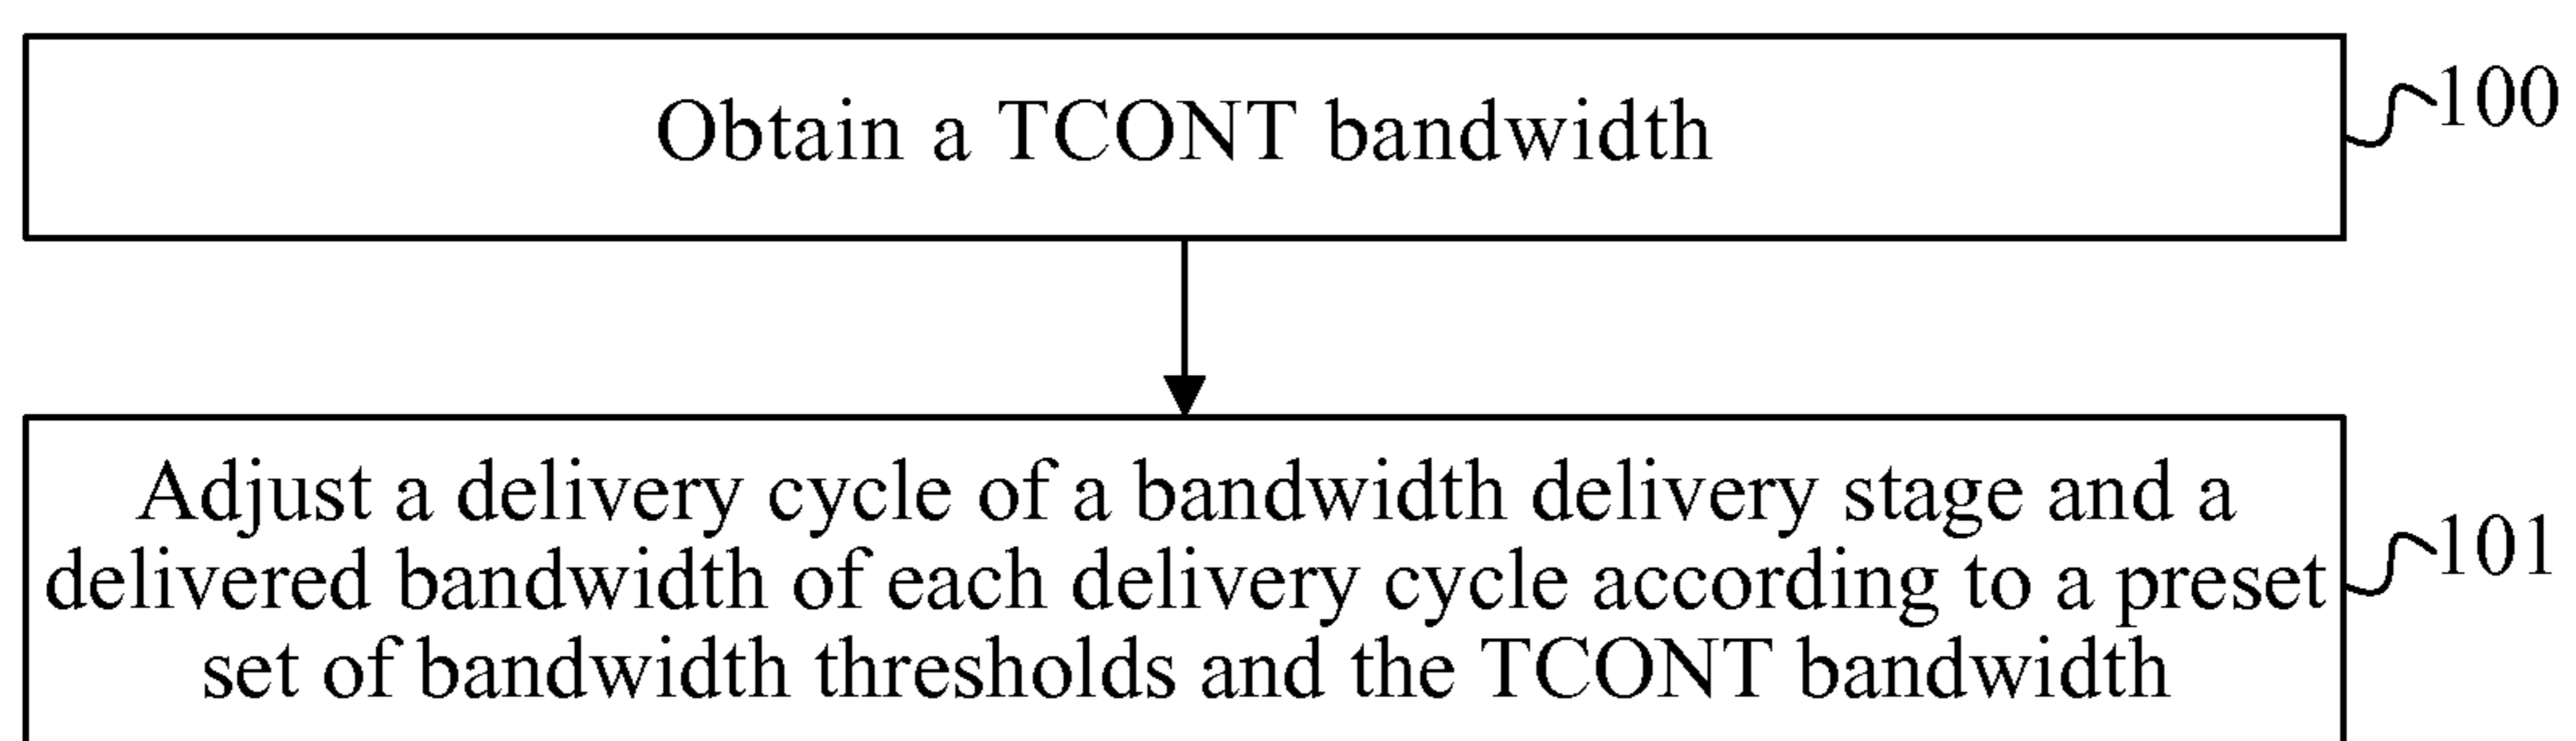 Obtain a TCONT bandwidth
100
Adjust a delivery cycle of a bandwidth delivery stage and a
delivered bandwidth of each delivery cycle according to a preset
set of bandwidth thresholds and the TCONT bandwidth
101